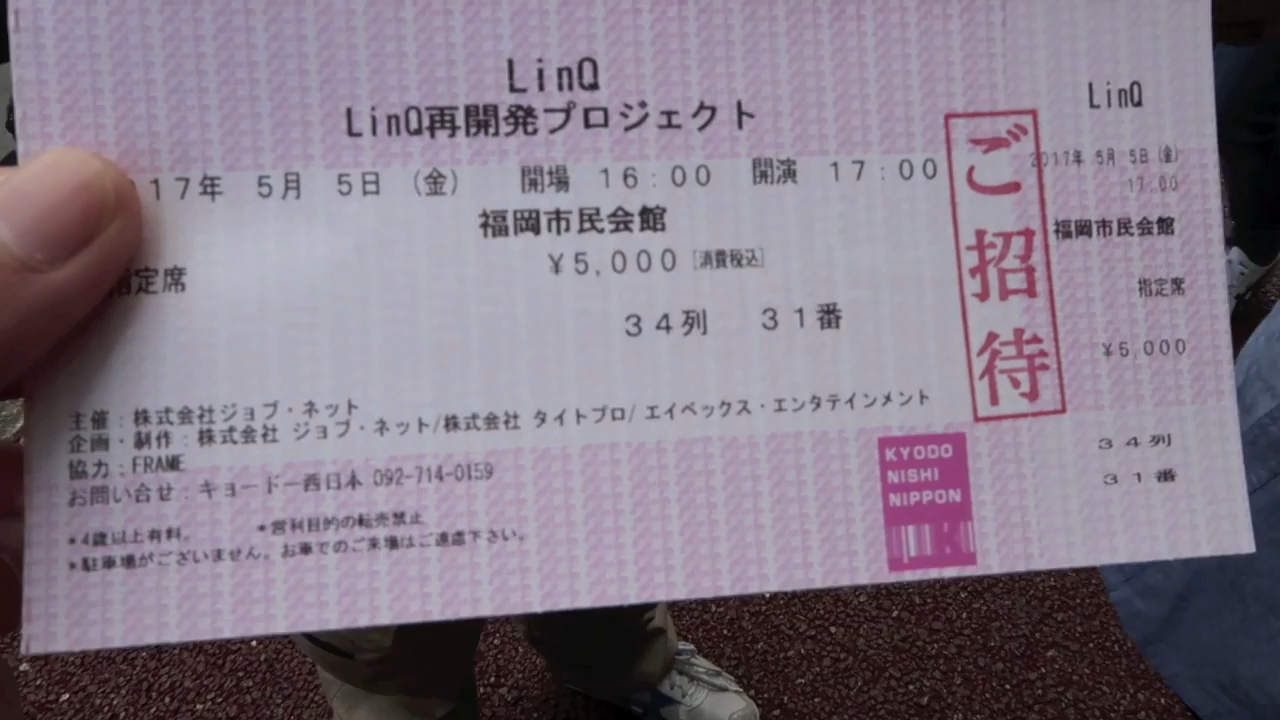 LinQ
LinQ再開発プロジェクト
17年 5月 5日 (金) 開場 16:00 開演 17:00
福岡市民会館
¥5,000 [消費税込]
指定席
34列 31番
主催:株式会社ジョブ・ネット
企画・制作:株式会社 ジョブ・ネット/株式会社 タイトプロ/ エイベックス・エンタテインメント
協力:FRAME
お問い合せ:キョードー西日本 092-714-0159
*4歳以上有料。 *営利目的の転売禁止
*駐車場がございません。お車でのご来場はご遠慮下さい。
ご招待
KYODO
NISHI
NIPPON
LinQ
2017年 5月 5日 (金)
17:00
福岡市民会館
指定席
¥5,000
34列
31番